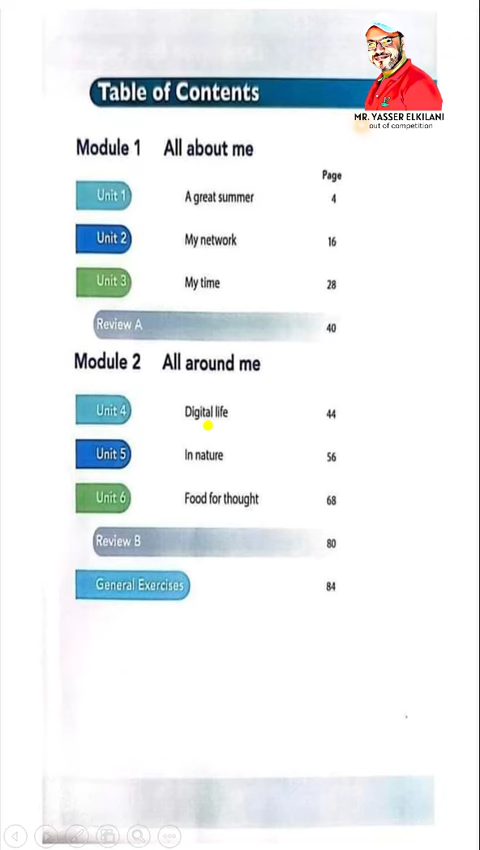 Table of Contents
MR. YASSER ELKILANI
out of competition
Module 1 All about me
Page
Unit 1 A great summer 4
Unit 2 My network 16
Unit 3 My time 28
Review A 40
Module 2 All around me
Unit 4 Digital life 44
Unit 5 In nature 56
Unit 6 Food for thought 68
Review B 80
General Exercises 84